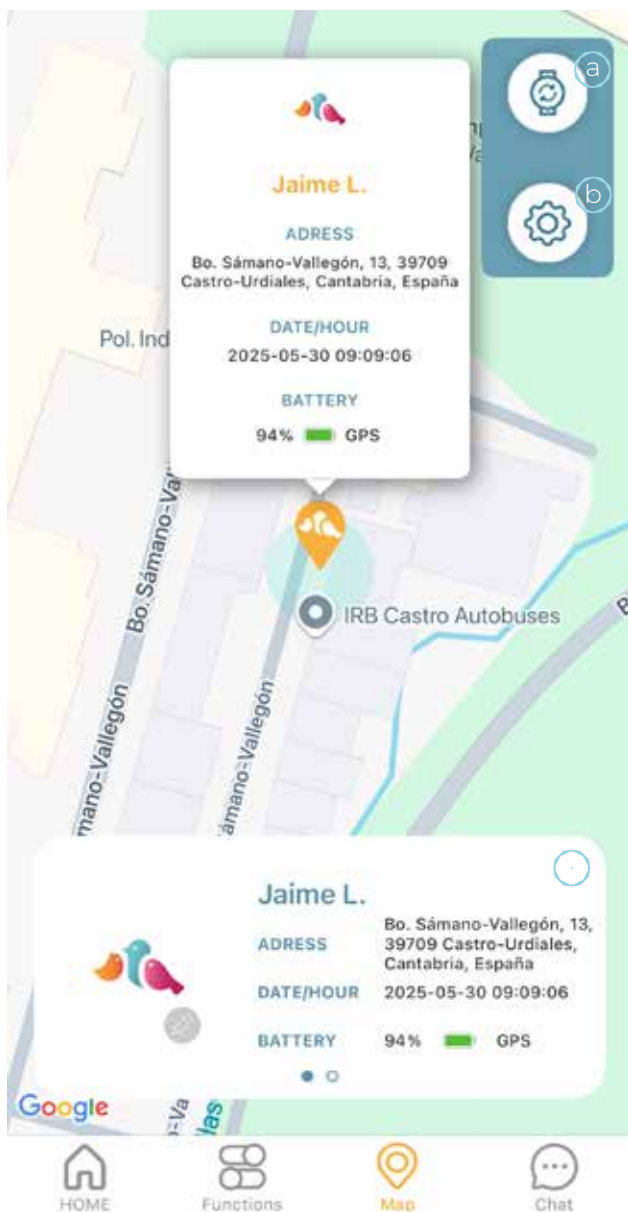 a
b
Jaime L.
ADRESS
Bo. Sámano-Vallegón, 13, 39709
Castro-Urdiales, Cantabria, España
DATE/HOUR
2025-05-30 09:09:06
BATTERY
94% GPS
Pol. Ind
Bo. Sámano-Va
IRB Castro Autobuses
mano-Vallegón
ámano-Vallegón
Jaime L.
ADRESS
Bo. Sámano-Vallegón, 13,
39709 Castro-Urdiales,
Cantabria, España
DATE/HOUR 2025-05-30 09:09:06
BATTERY 94% GPS
Google
HOME
Functions
Map
Chat